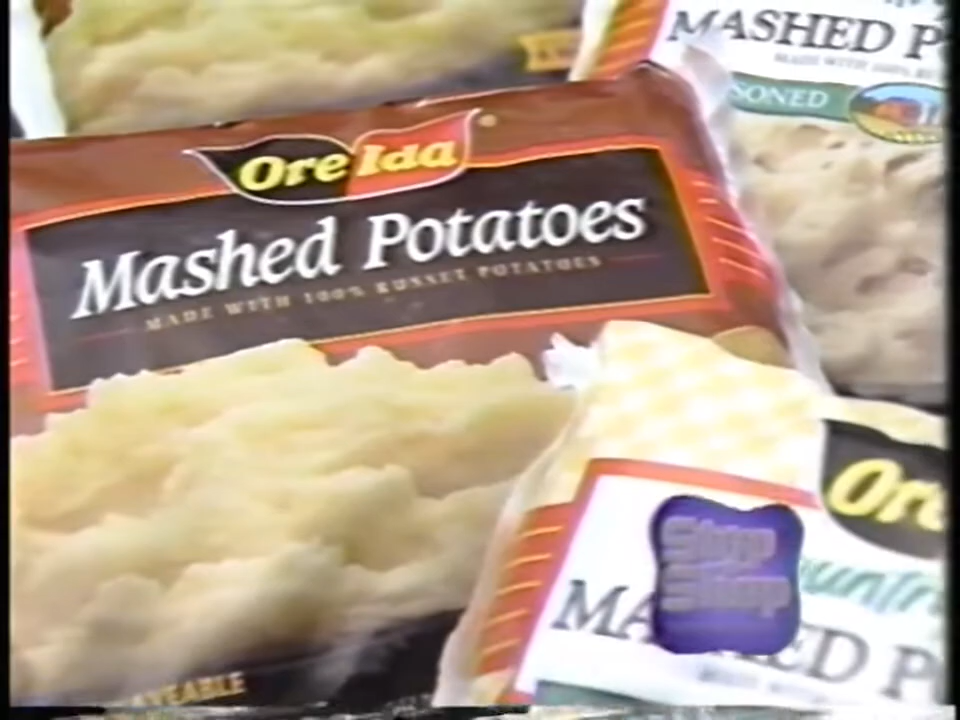 MASHED P
SONED
Ore Ida®
Mashed Potatoes
MADE WITH 100% RUSSET POTATOES
Ore
Stop
Shop
MA ED P